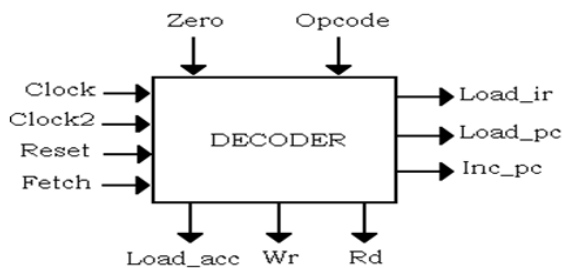 Zero Opcode
Clock
Clock2
Reset
Fetch
DECODER
Load_ir
Load_pc
Inc_pc
Load_acc Wr Rd